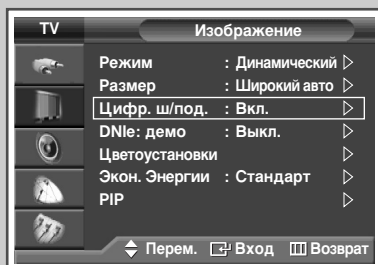 TV
Изображение
Режим : Динамический
Размер : Широкий авто
Цифр. ш/под. : Вкл.
DNIe: демо : Выкл.
Цветоустановки
Экон. Энергии : Стандарт
PIP
Перем. Вход Возврат